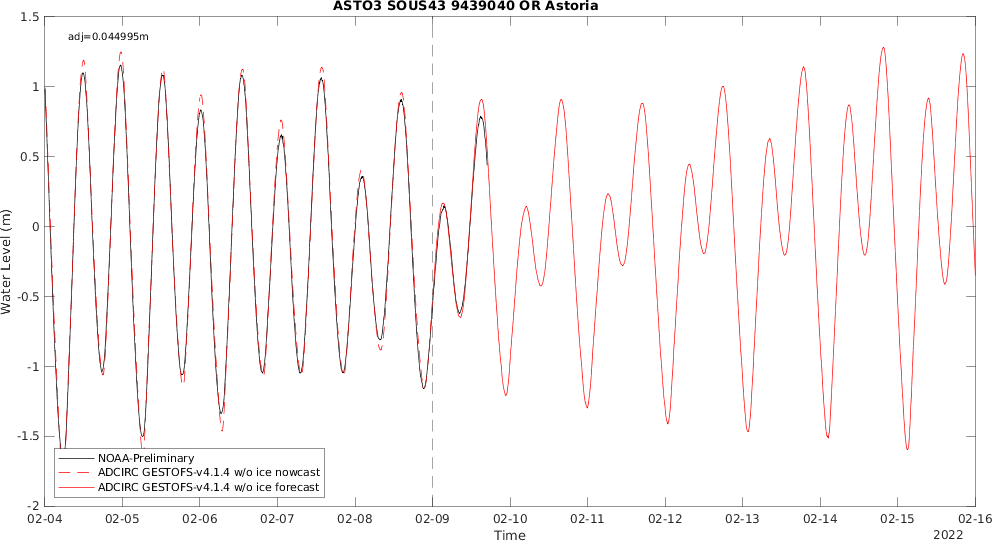 ASTO3 SOUS43 9439040 OR Astoria
adj=0.044995m
Water Level (m)
1.5
1
0.5
0
-0.5
-1
-1.5
-2
NOAA-Preliminary
ADCIRC GESTOFS-v4.1.4 w/o ice nowcast
ADCIRC GESTOFS-v4.1.4 w/o ice forecast
02-04 02-05 02-06 02-07 02-08 02-09 02-10 02-11 02-12 02-13 02-14 02-15 02-16
Time
2022